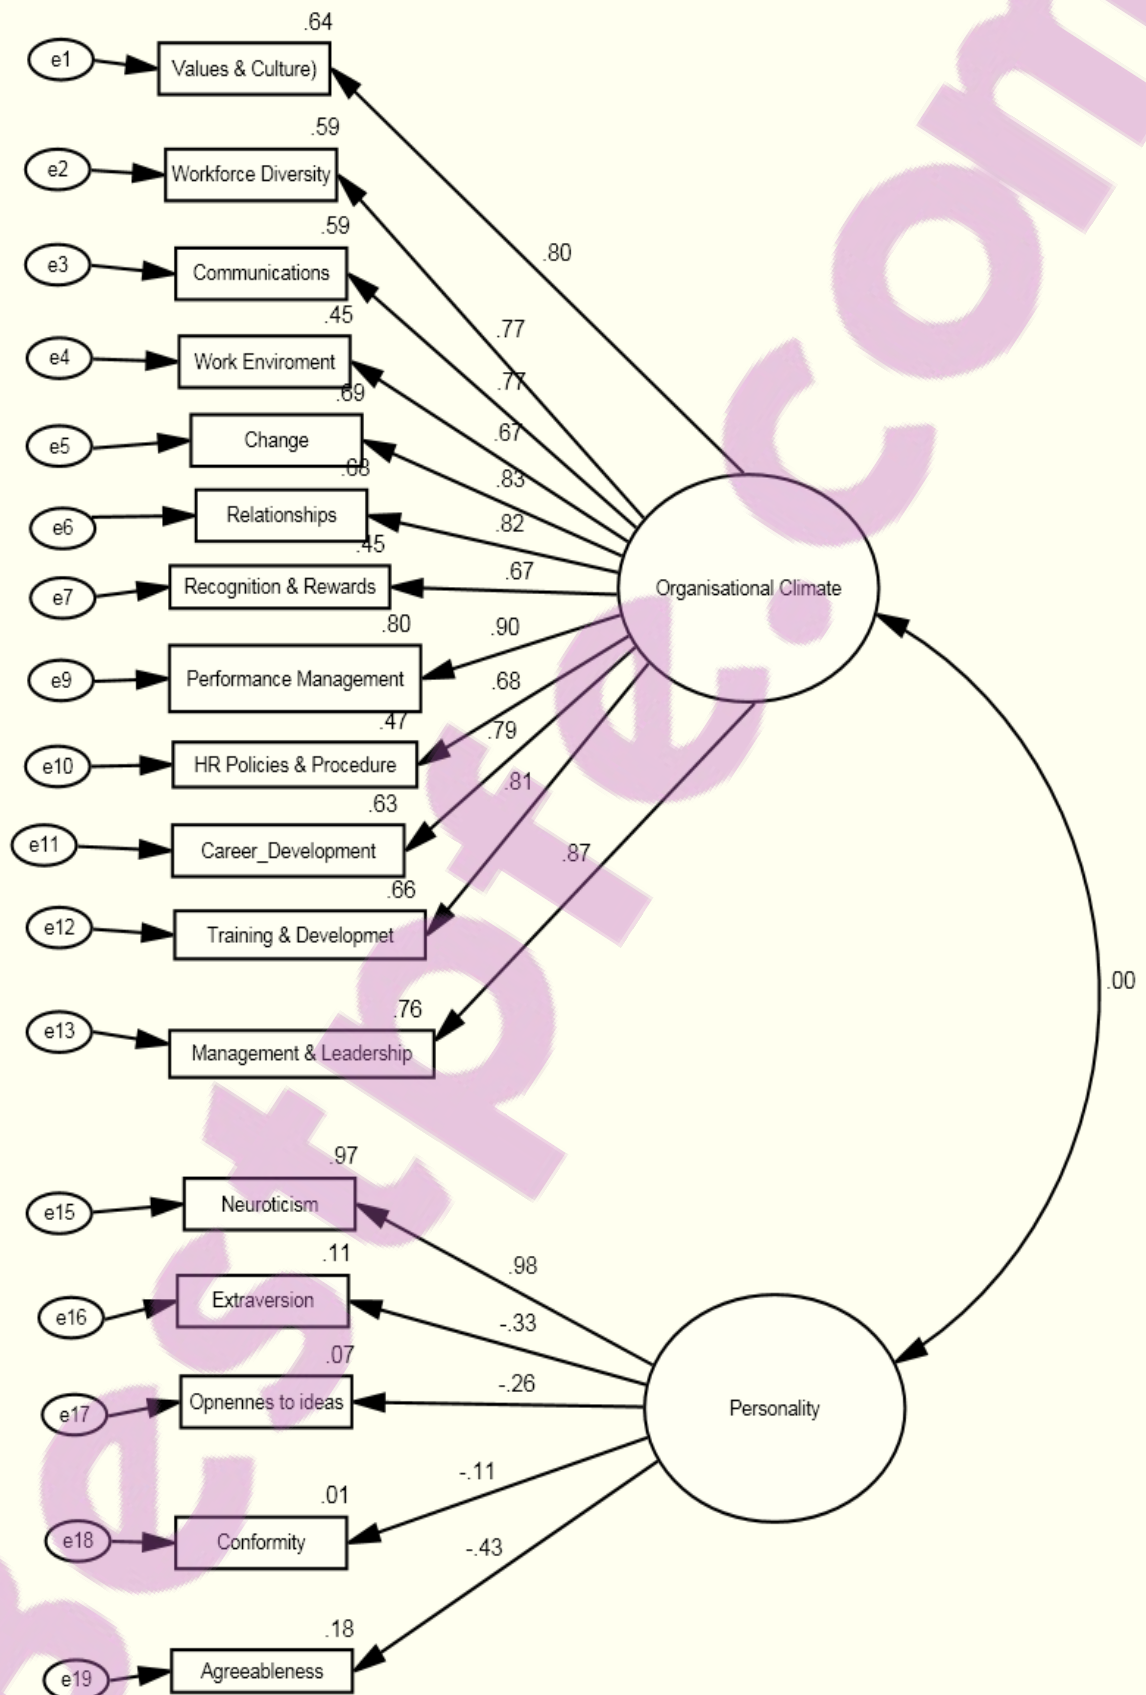 .64
e1
Values & Culture)
.59
e2
Workforce Diversity
.59
e3
Communications
.80
.45
e4
Work Enviroment
.77
.77
.69
e5
Change
.67
.68
.83
e6
Relationships
.82
.45
e7
Recognition & Rewards
.67
Organisational Climate
.80
.90
e9
Performance Management
.68
.47
e10
HR Policies & Procedure
.79
.81
.63
e11
Career_Development
.87
.66
e12
Training & Developmet
.00
.76
e13
Management & Leadership
.97
e15
Neuroticism
.98
.11
e16
Extraversion
-.33
.07
e17
Opnennes to ideas
-.26
Personality
-.11
.01
e18
Conformity
-.43
.18
e19
Agreeableness
Bestpfe.com